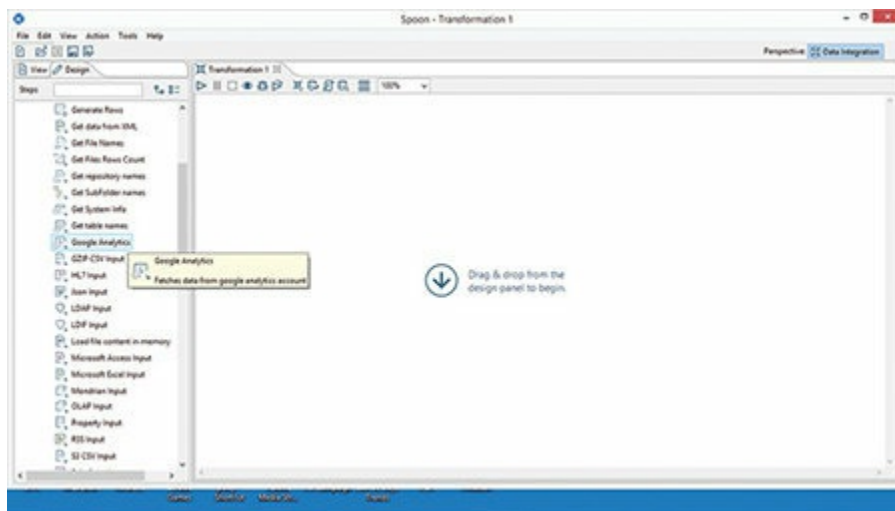 Spoon - Transformation 1
File Edit View Action Tools Help
Perspective: Data Integration
View Design
Transformation 1
Steps
100%
Generate Rows
Get data from XML
Get File Names
Get Files Rows Count
Get repository names
Get SubFolder names
Get System Info
Get table names
Google Analytics
GZIP CSV Input
HL7 Input
Json Input
LDAP Input
LDIF Input
Load file content in memory
Microsoft Access Input
Microsoft Excel Input
Mondrian Input
OLAP Input
Property Input
RSS Input
S3 CSV Input
Google Analytics
Fetches data from google analytics account
Drag & drop from the
design panel to begin.
Games